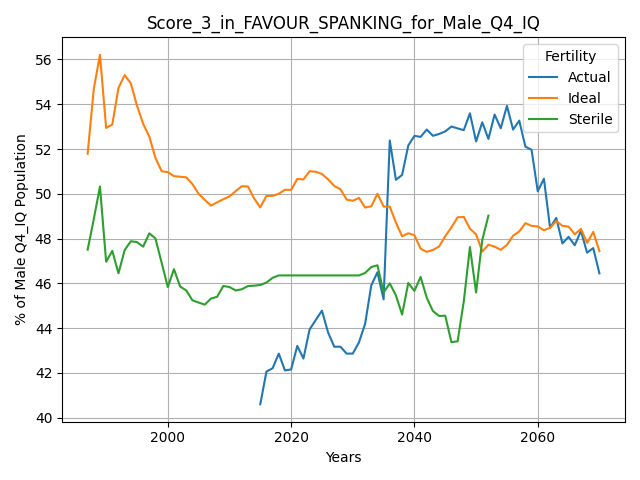 Score_3_in_FAVOUR_SPANKING_for_Male_Q4_IQ
Fertility
Actual
Ideal
Sterile
% of Male Q4_IQ Population
56
54
52
50
48
46
44
42
40
2000
2020
2040
2060
Years